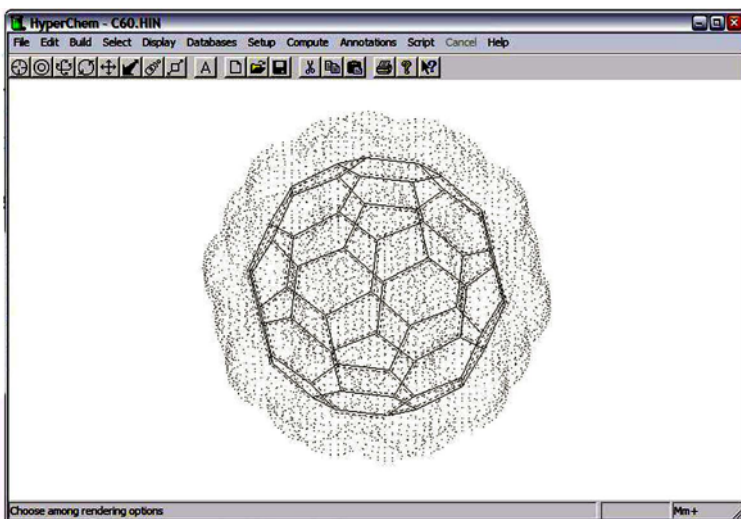 HyperChem - C60.HIN
File Edit Build Select Display Databases Setup Compute Annotations Script Cancel Help
A
Choose among rendering options Mm+